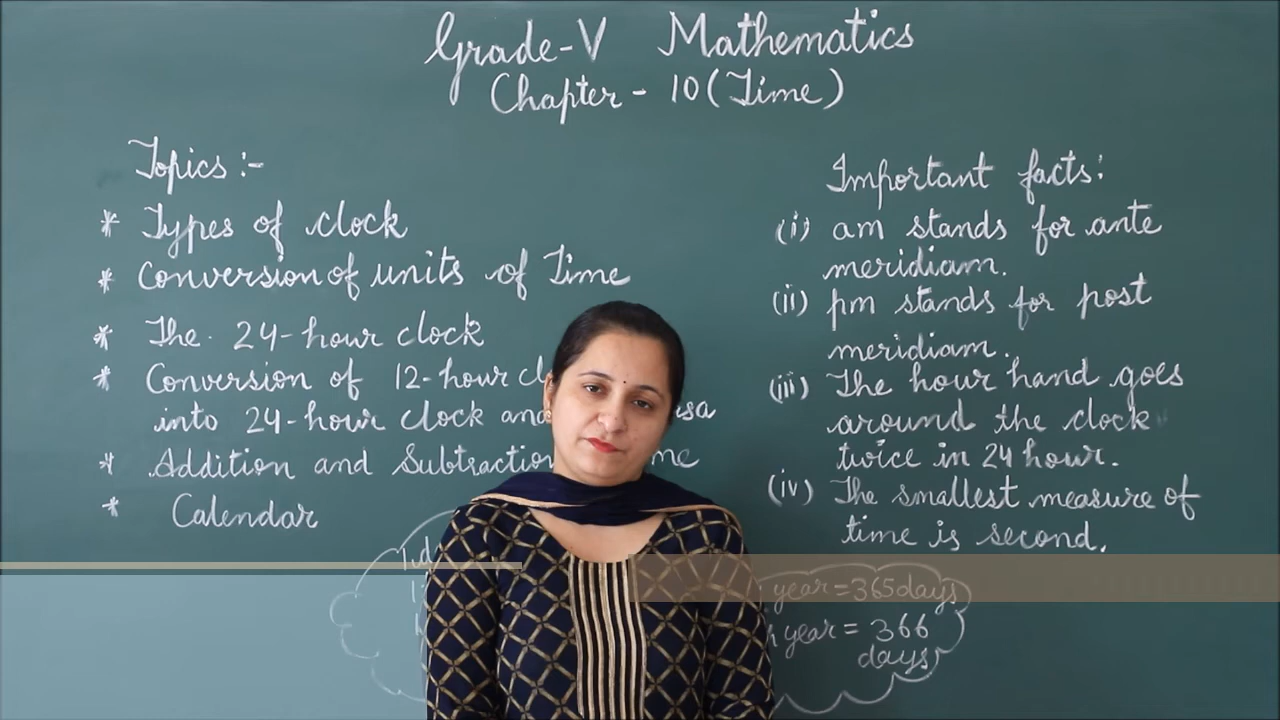 Grade-V Mathematics
Chapter - 10 (Time)
Topics :-
* Types of clock
* Conversion of units of Time
* The 24-hour clock
* Conversion of 12-hour cl
into 24-hour clock and
* Addition and Subtraction
* Calendar
Important facts:
(i) am stands for ante
meridiam.
(ii) pm stands for post
meridiam.
(iii) The hour hand goes
around the clock
twice in 24 hour.
(iv) The smallest measure of
time is second.
year = 365 days
year = 366
days